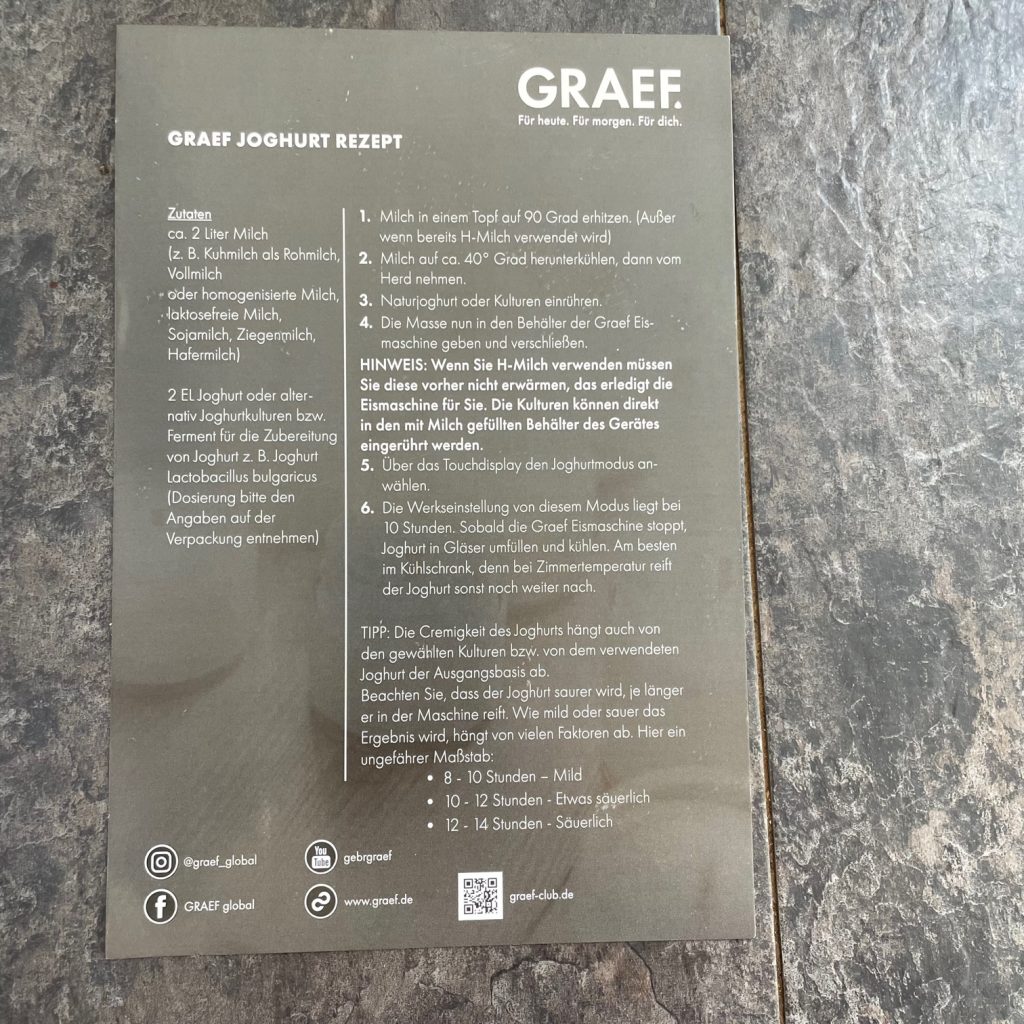 GRAEF.
Für heute. Für morgen. Für dich.
GRAEF JOGHURT REZEPT
Zutaten
ca. 2 Liter Milch
(z. B. Kuhmilch als Rohmilch,
Vollmilch
oder homogenisierte Milch,
laktosefreie Milch,
Sojamilch, Ziegenmilch,
Hafermilch)
2 EL Joghurt oder alter-
nativ Joghurtkulturen bzw.
Ferment für die Zubereitung
von Joghurt z. B. Joghurt
Lactobacillus bulgaricus
(Dosierung bitte den
Angaben auf der
Verpackung entnehmen)
1. Milch in einem Topf auf 90 Grad erhitzen. (Außer
wenn bereits H-Milch verwendet wird)
2. Milch auf ca. 40° Grad herunterkühlen, dann vom
Herd nehmen.
3. Naturjoghurt oder Kulturen einrühren.
4. Die Masse nun in den Behälter der Graef Eis-
maschine geben und verschließen.
HINWEIS: Wenn Sie H-Milch verwenden müssen
Sie diese vorher nicht erwärmen, das erledigt die
Eismaschine für Sie. Die Kulturen können direkt
in den mit Milch gefüllten Behälter des Gerätes
eingerührt werden.
5. Über das Touchdisplay den Joghurtmodus an-
wählen.
6. Die Werkseinstellung von diesem Modus liegt bei
10 Stunden. Sobald die Graef Eismaschine stoppt,
Joghurt in Gläser umfüllen und kühlen. Am besten
im Kühlschrank, denn bei Zimmertemperatur reift
der Joghurt sonst noch weiter nach.
TIPP: Die Cremigkeit des Joghurts hängt auch von
den gewählten Kulturen bzw. von dem verwendeten
Joghurt der Ausgangsbasis ab.
Beachten Sie, dass der Joghurt saurer wird, je länger
er in der Maschine reift. Wie mild oder sauer das
Ergebnis wird, hängt von vielen Faktoren ab. Hier ein
ungefährer Maßstab:
• 8 - 10 Stunden – Mild
• 10 - 12 Stunden - Etwas säuerlich
• 12 - 14 Stunden - Säuerlich
@graef_global
You Tube gebrgraef
GRAEF global
www.graef.de
graef-club.de